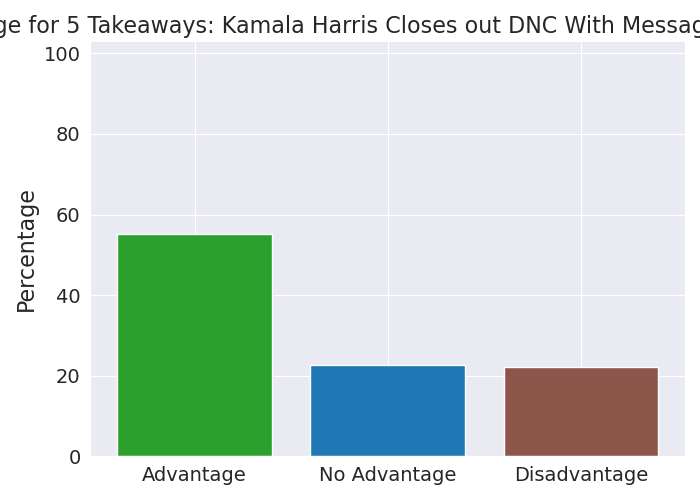 ge for 5 Takeaways: Kamala Harris Closes out DNC With Messag
100
80
60
40
20
0
Percentage
Advantage
No Advantage
Disadvantage